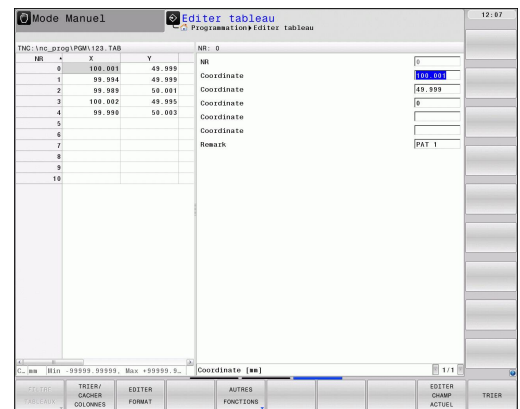 Mode Manuel
Editer tableau
Programmation Editer tableau
12:07
TNC:\nc_prog\PGM\123.TAB
NR X Y
0 100.001 49.999
1 99.994 49.999
2 99.989 50.001
3 100.002 49.995
4 99.990 50.003
5
6
7
8
9
10
C… mm Min -99999.99999, Max +99999.9…
NR: 0
NR 0
Coordinate 100.001
Coordinate 49.999
Coordinate 0
Coordinate
Coordinate
Remark PAT 1
Coordinate [mm] 1/1
FILTRE
TABLEAUX
TRIER/
CACHER
COLONNES
EDITER
FORMAT
AUTRES
FONCTIONS
EDITER
CHAMP
ACTUEL
TRIER